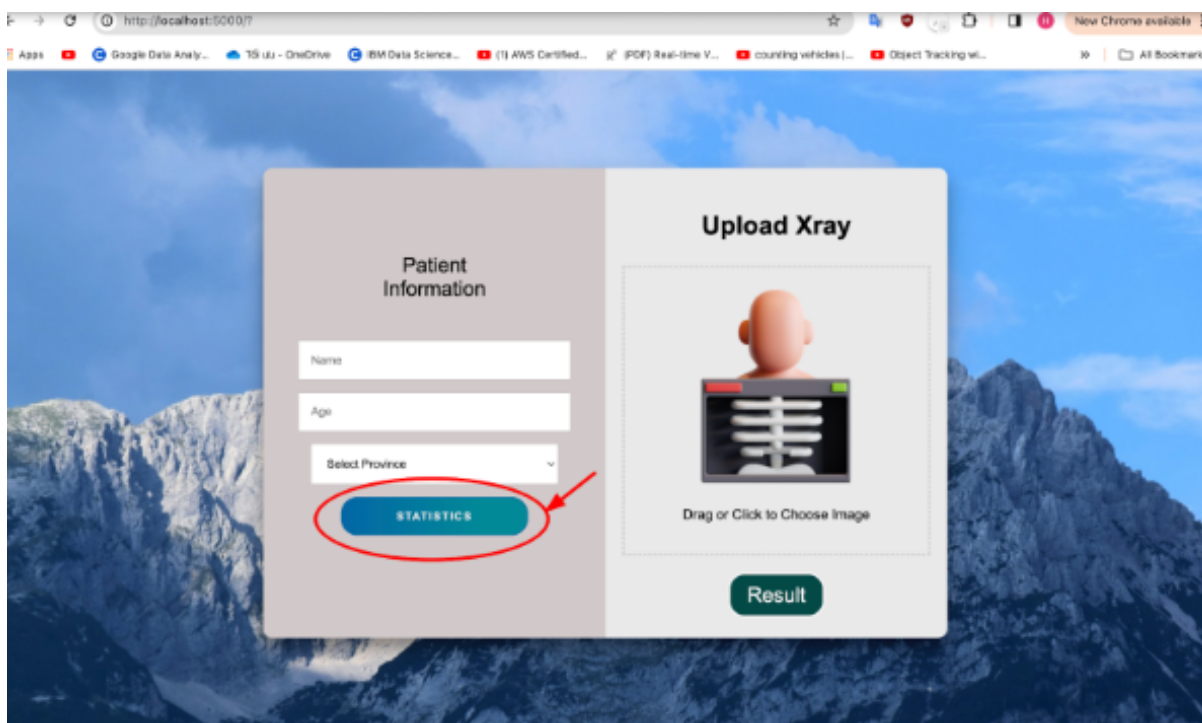 http://localhost:5000/?
New Chrome available
Apps
Google Data Analy...
Tối ưu - OneDrive
IBM Data Science...
(1) AWS Certified...
(PDF) Real-time V...
counting vehicles |...
Object Tracking wi...
»
All Bookmark
Patient
Information
Name
Age
Select Province
STATISTICS
Upload Xray
Drag or Click to Choose Image
Result